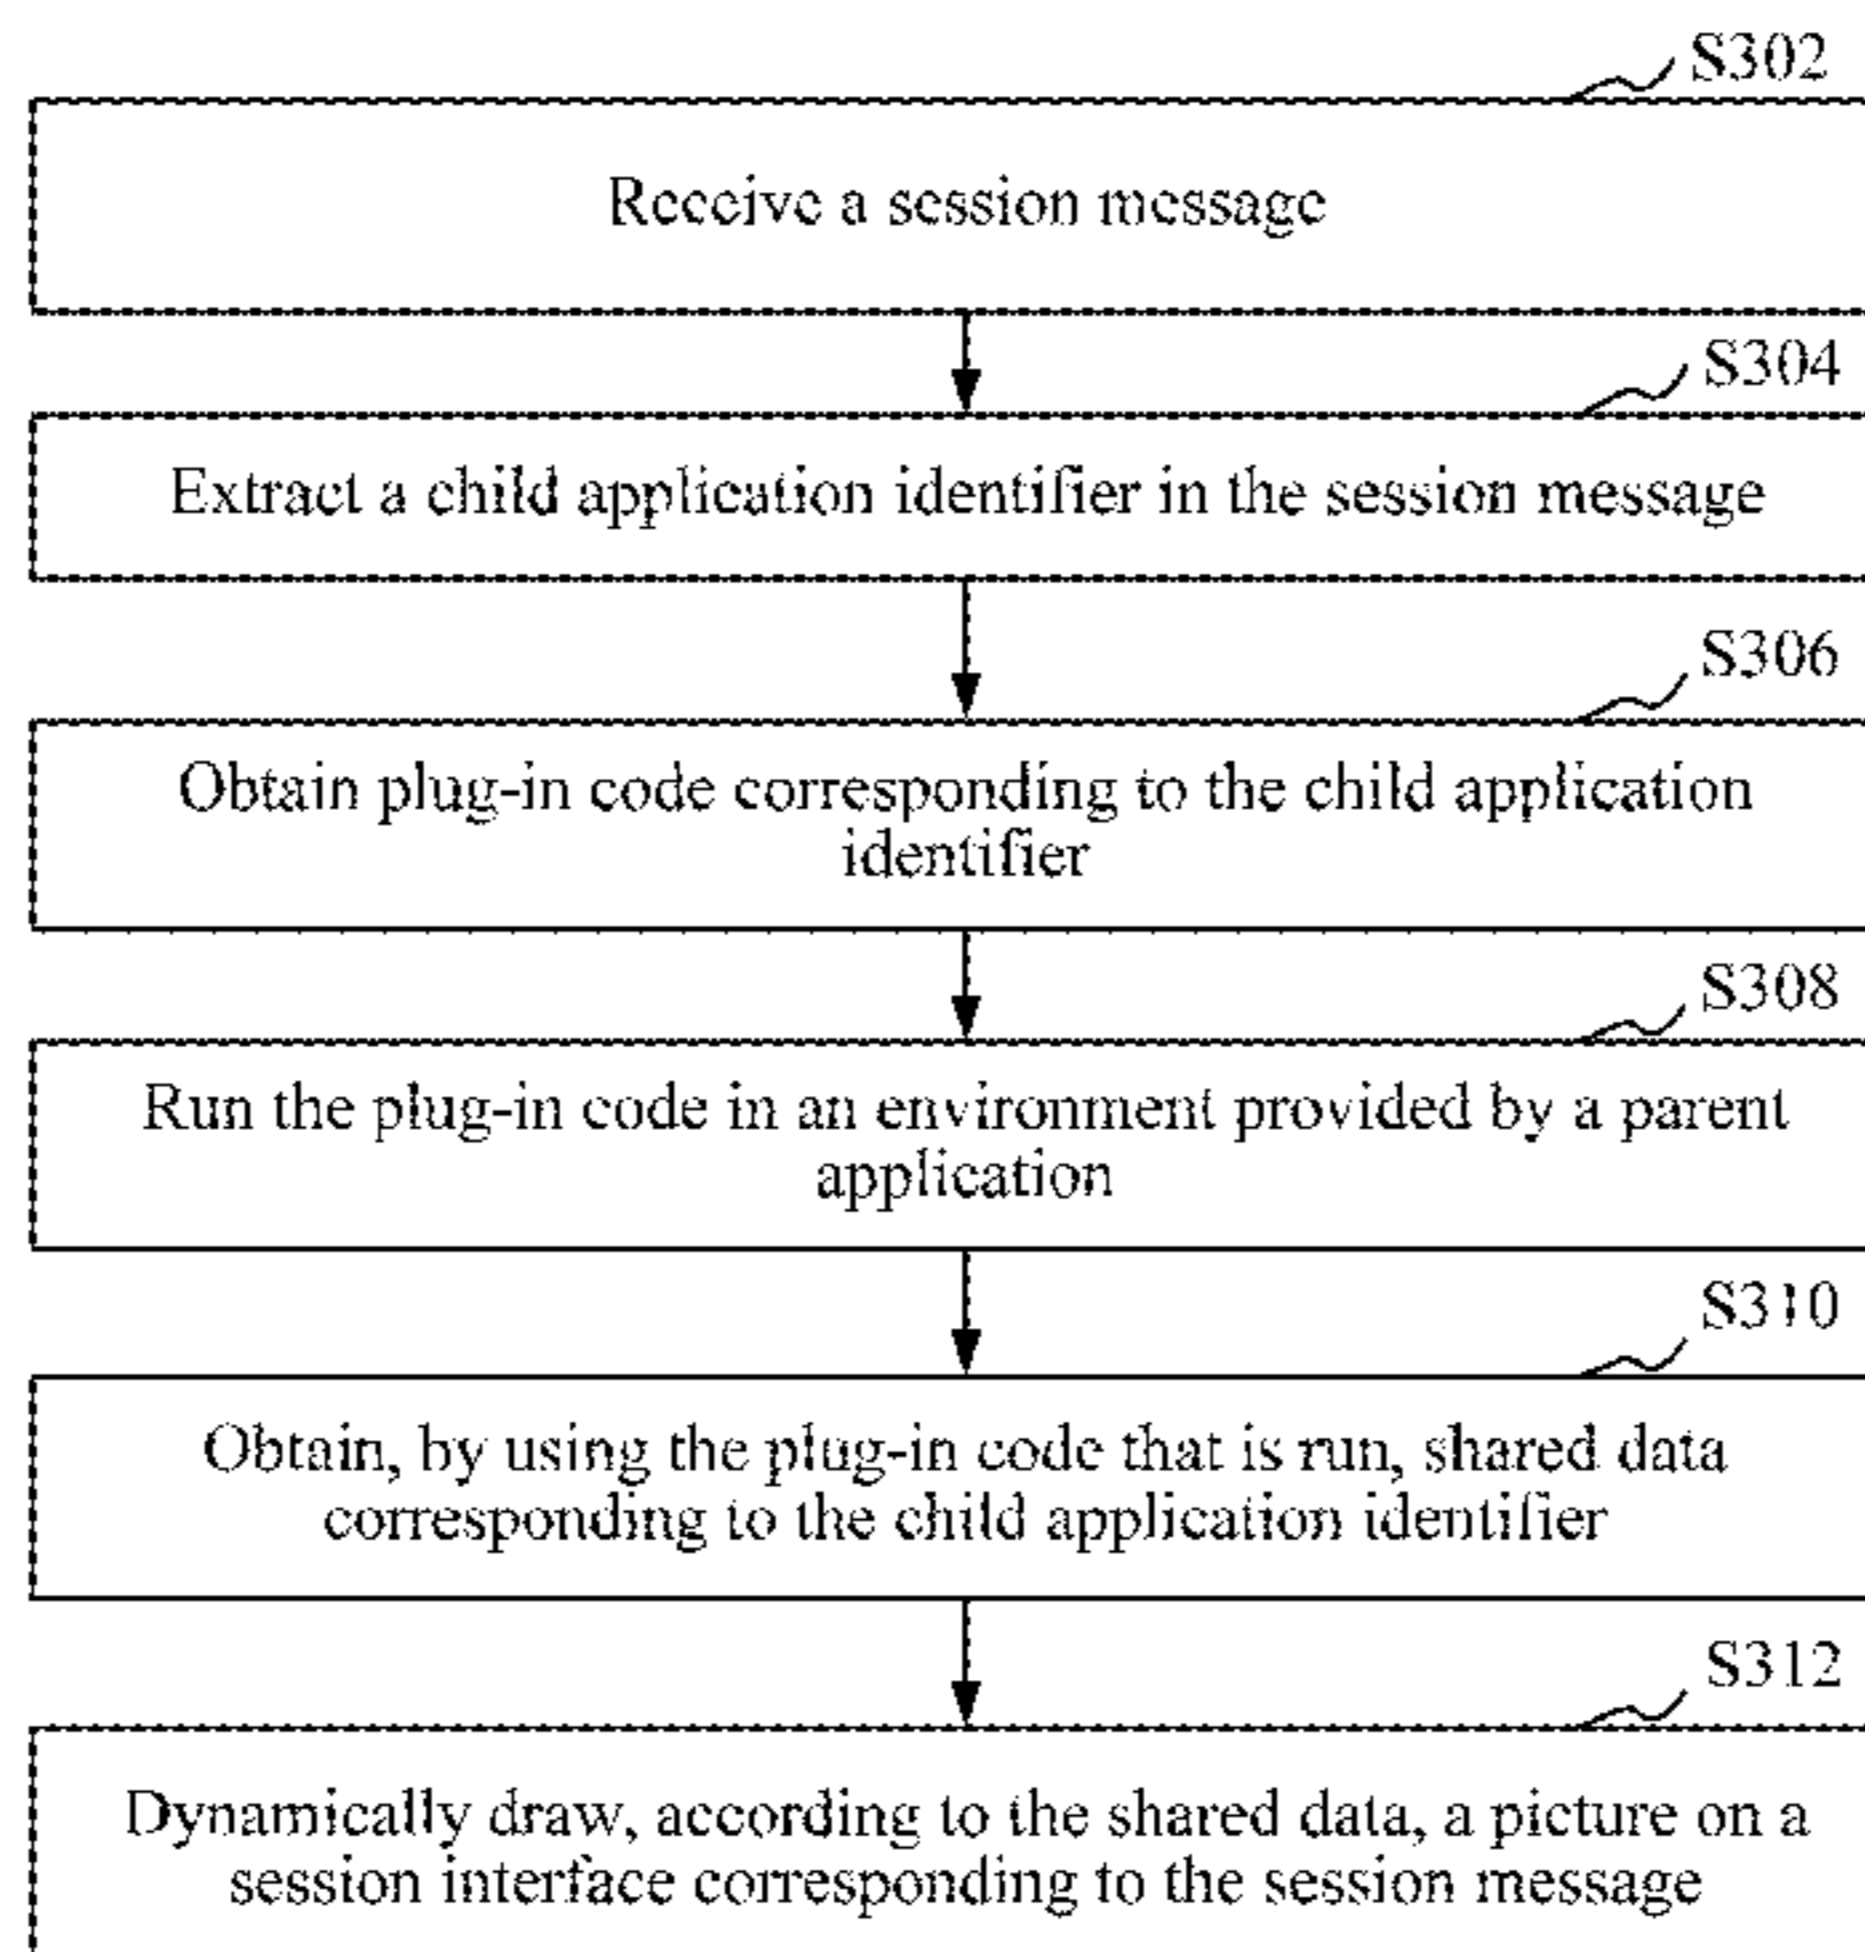 S302
Receive a session message
S304
Extract a child application identifier in the session message
S306
Obtain plug-in code corresponding to the child application
identifier
S308
Run the plug-in code in an environment provided by a parent
application
S310
Obtain, by using the plug-in code that is run, shared data
corresponding to the child application identifier
S312
Dynamically draw, according to the shared data, a picture on a
session interface corresponding to the session message